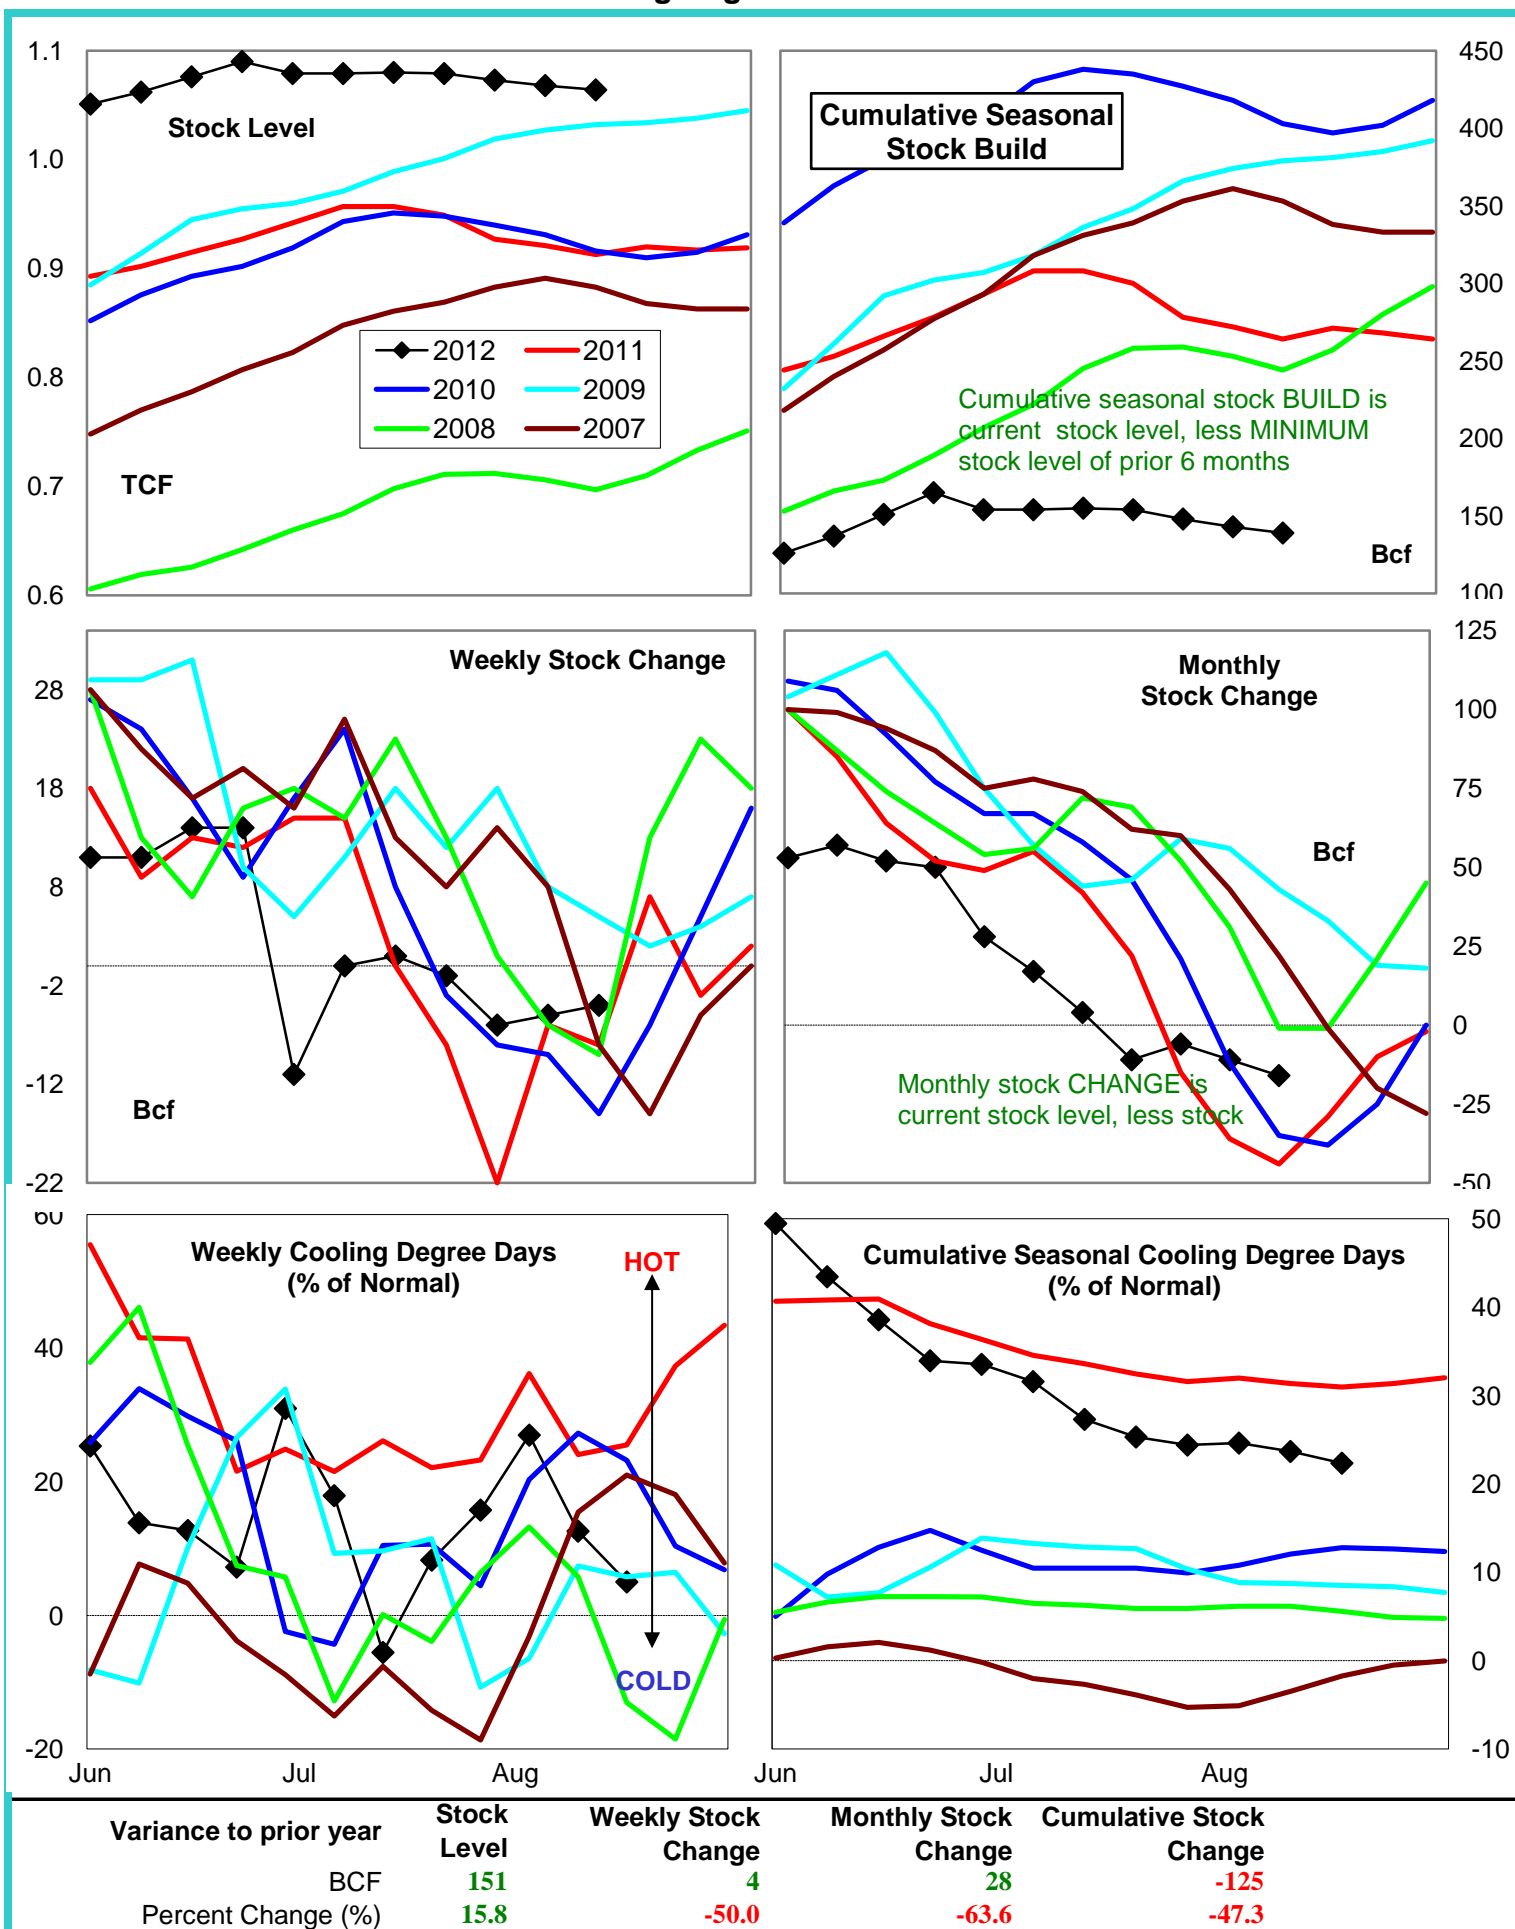 1.1
1.0
0.9
0.8
0.7
0.6
Stock Level
TCF
2012 2011
2010 2009
2008 2007
450
400
350
300
250
200
150
100
Cumulative Seasonal
Stock Build
Cumulative seasonal stock BUILD is
current stock level, less MINIMUM
stock level of prior 6 months
Bcf
28
18
8
-2
-12
-22
Weekly Stock Change
Bcf
125
100
75
50
25
0
-25
-50
Monthly
Stock Change
Bcf
Monthly stock CHANGE is
current stock level, less stock
60
40
20
0
-20
Weekly Cooling Degree Days
(% of Normal)
HOT
COLD
Jun Jul Aug
50
40
30
20
10
0
-10
Cumulative Seasonal Cooling Degree Days
(% of Normal)
Jun Jul Aug
Variance to prior year Stock Level Weekly Stock Change Monthly Stock Change Cumulative Stock Change
BCF 151 4 28 -125
Percent Change (%) 15.8 -50.0 -63.6 -47.3